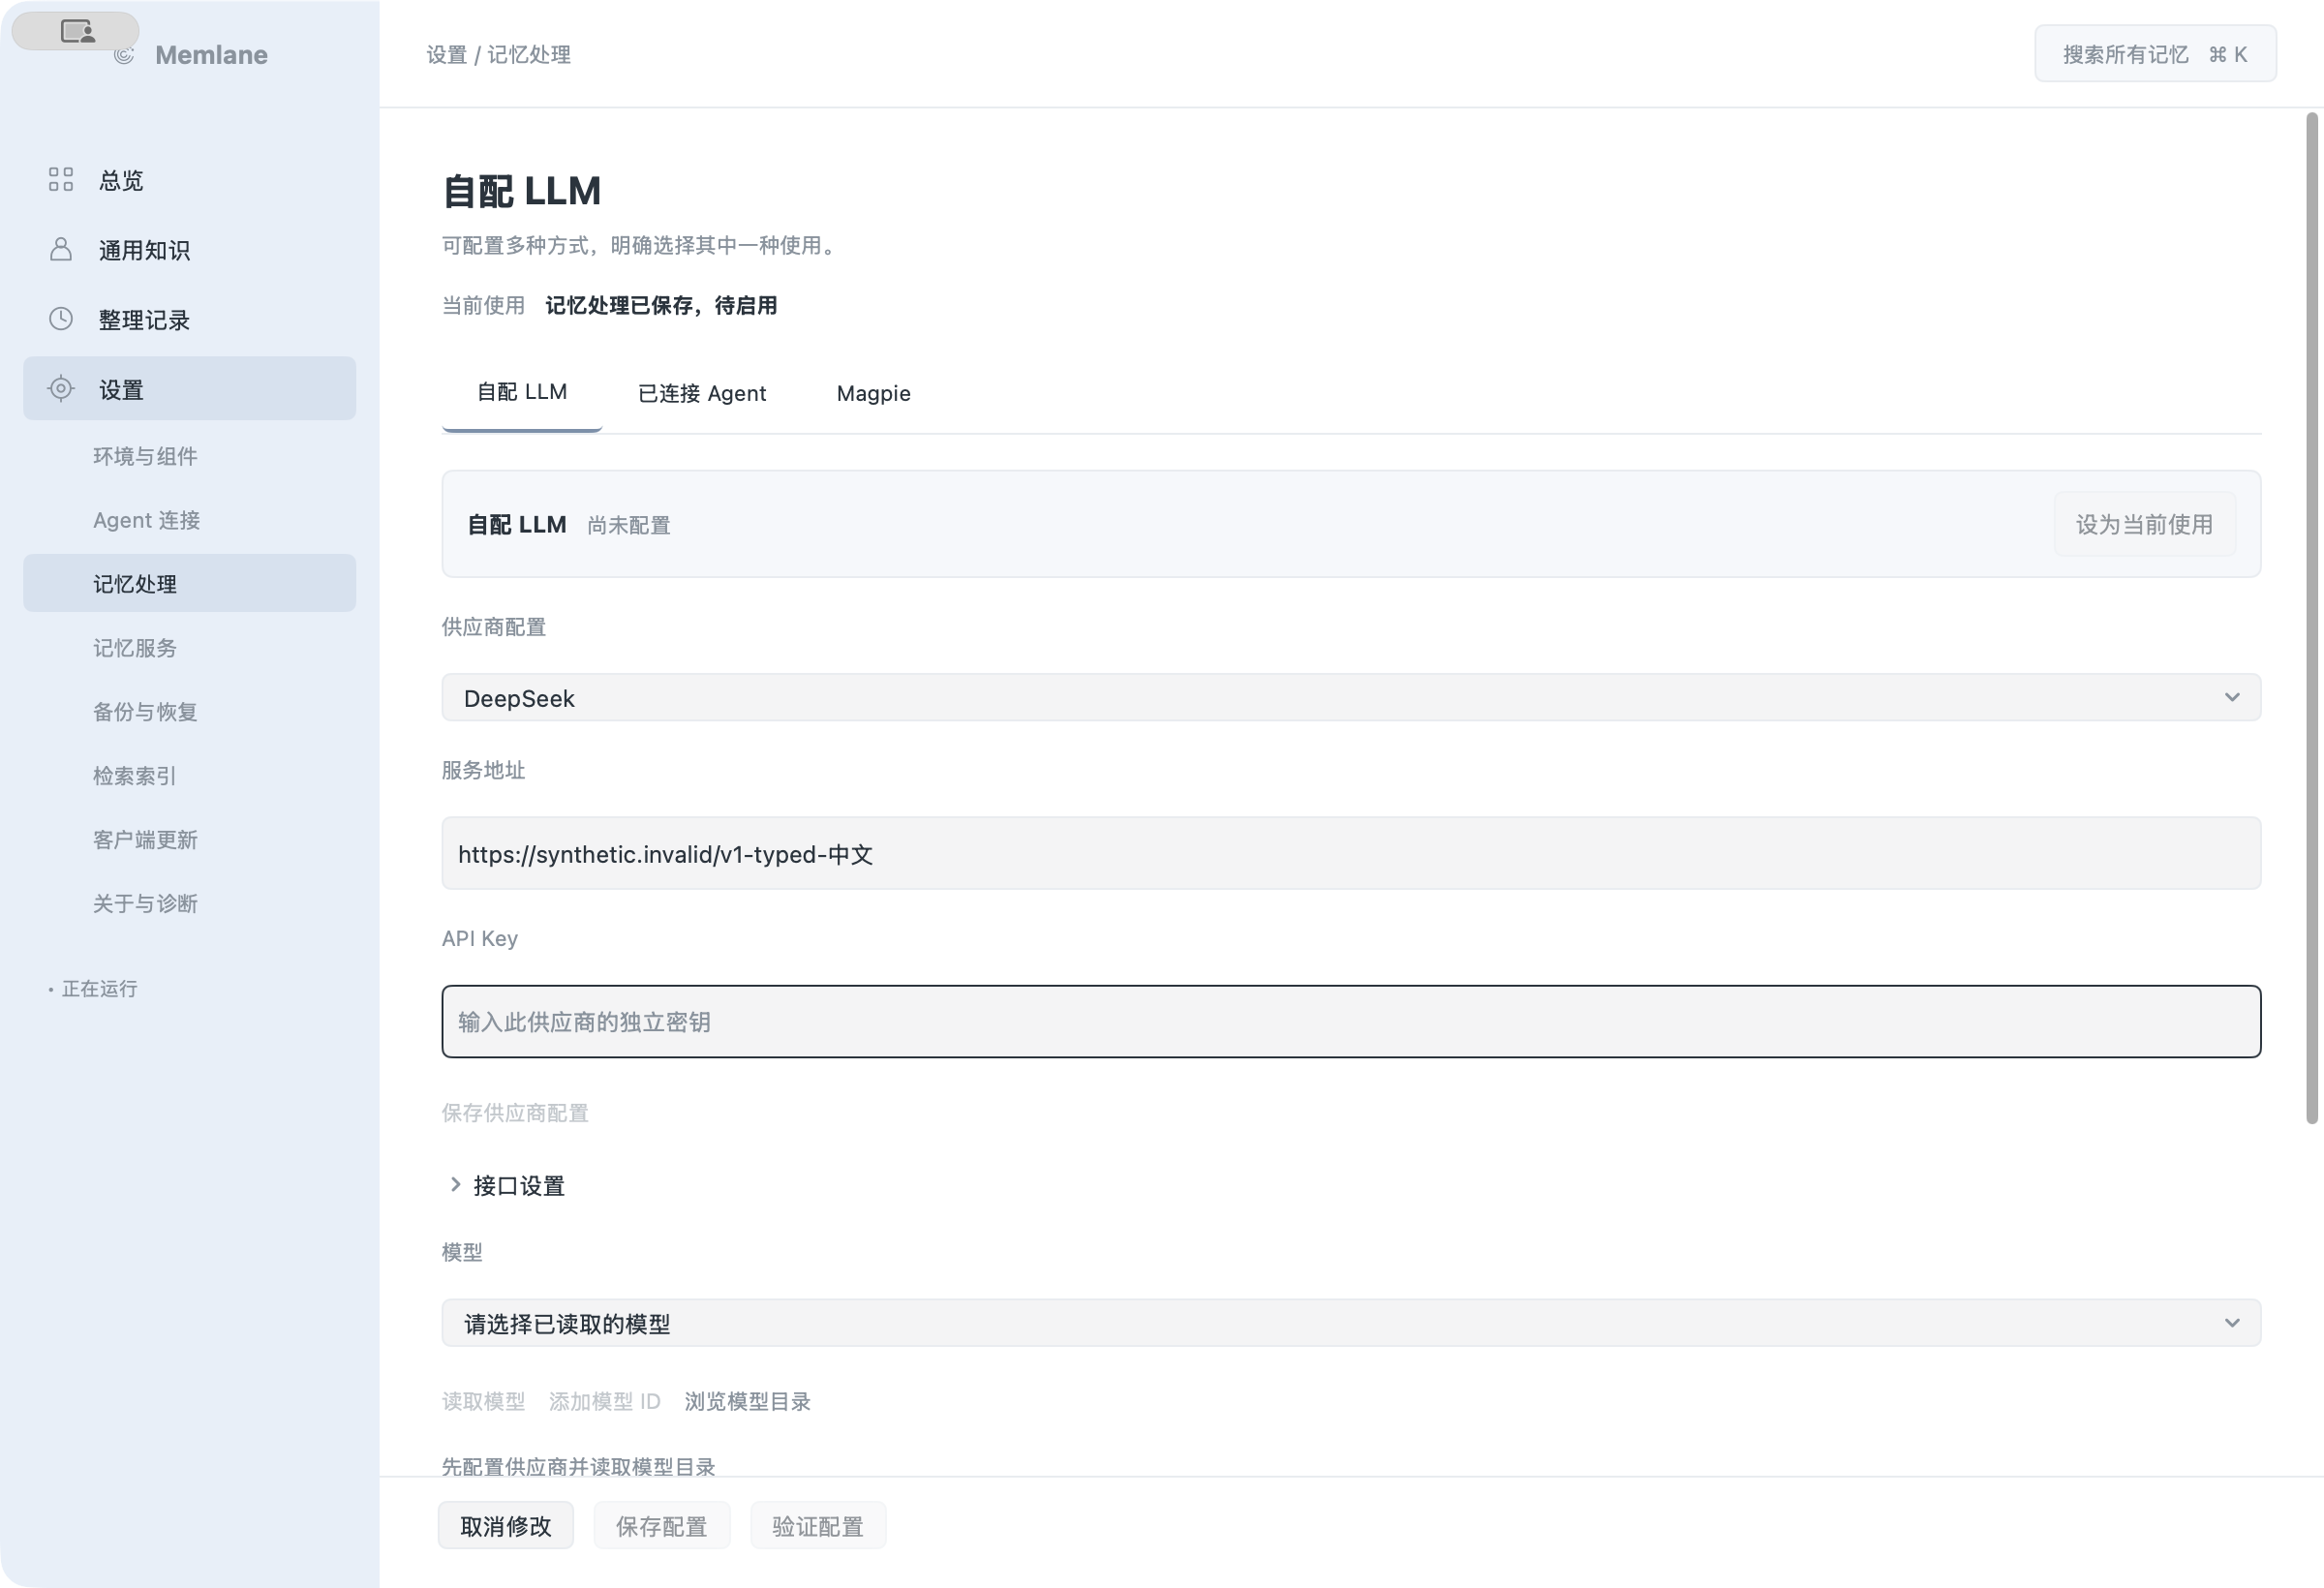 Memlane
设置 / 记忆处理
搜索所有记忆 ⌘ K
总览
通用知识
整理记录
设置
环境与组件
Agent 连接
记忆处理
记忆服务
备份与恢复
检索索引
客户端更新
关于与诊断
• 正在运行
自配 LLM
可配置多种方式，明确选择其中一种使用。
当前使用 记忆处理已保存，待启用
自配 LLM 已连接 Agent Magpie
自配 LLM 尚未配置 设为当前使用
供应商配置
DeepSeek
服务地址
https://synthetic.invalid/v1-typed-中文
API Key
输入此供应商的独立密钥
保存供应商配置
接口设置
模型
请选择已读取的模型
读取模型 添加模型 ID 浏览模型目录
先配置供应商并读取模型目录
取消修改 保存配置 验证配置